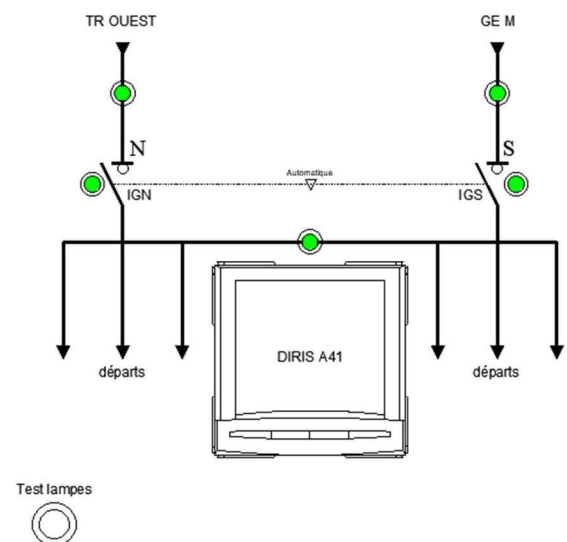 TR OUEST
GE M
N
S
Automatique
IGN
IGS
DIRIS A41
départs
départs
Test lampes